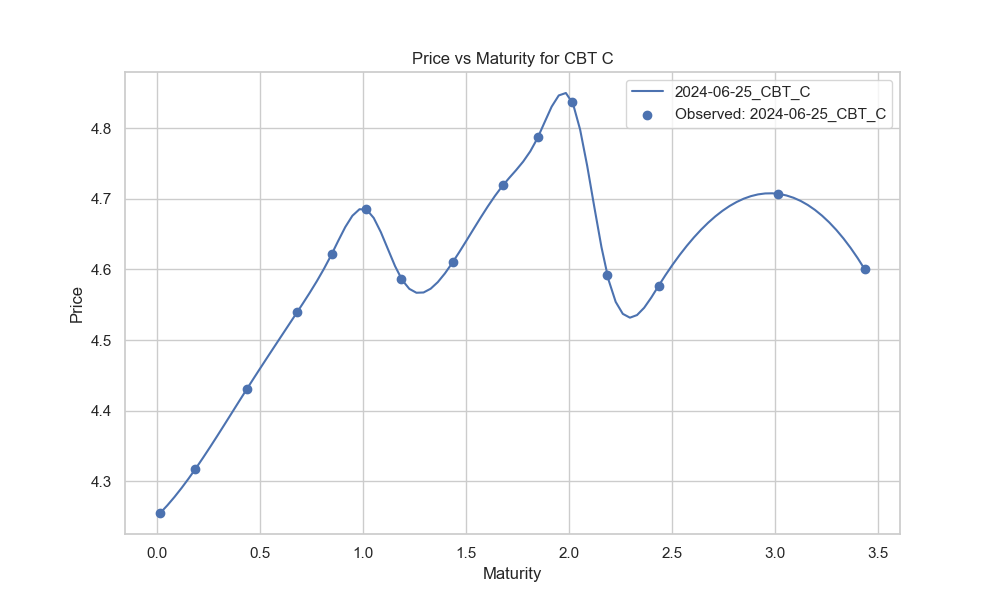 Price vs Maturity for CBT C
2024-06-25_CBT_C
Observed: 2024-06-25_CBT_C
Price
4.8
4.7
4.6
4.5
4.4
4.3
0.0 0.5 1.0 1.5 2.0 2.5 3.0 3.5
Maturity